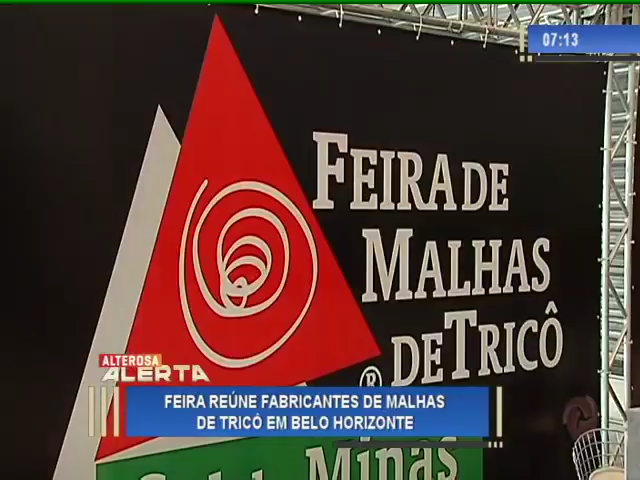 07:13
FEIRA DE
MALHAS
® DE TRICÔ
ALTEROSA
ALERTA
FEIRA REÚNE FABRICANTES DE MALHAS
DE TRICÔ EM BELO HORIZONTE
Minas